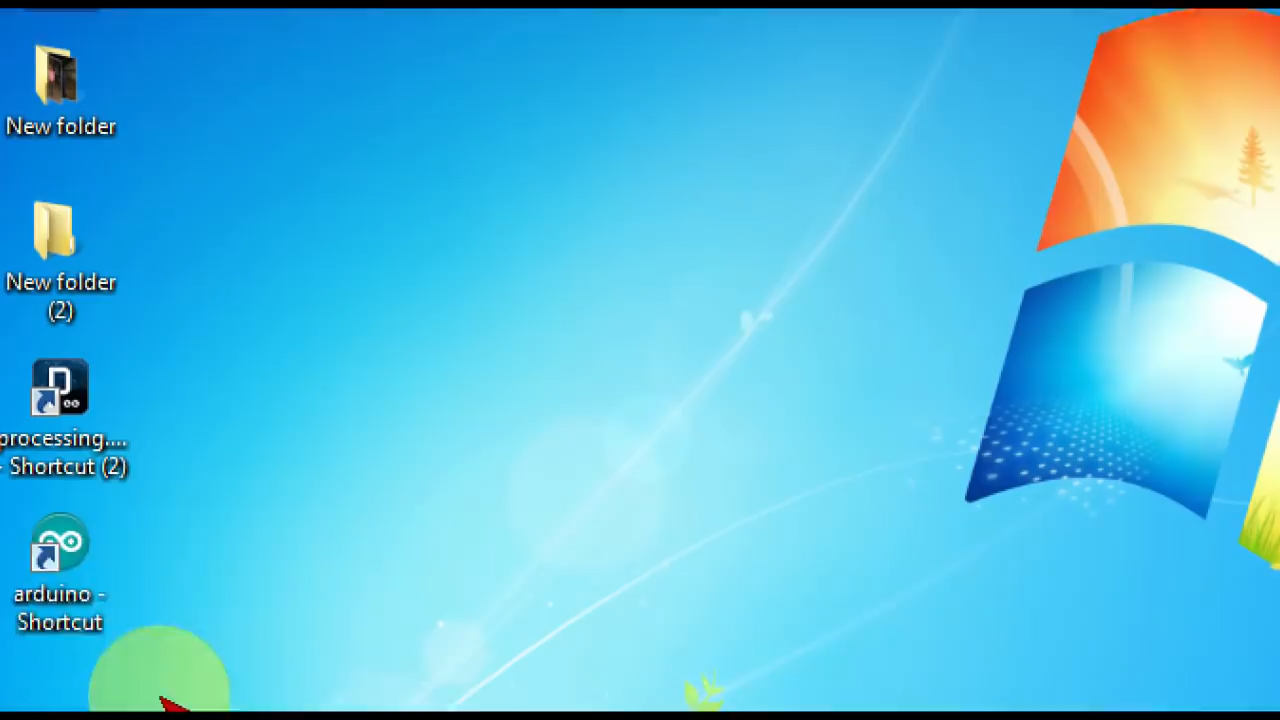 New folder
New folder
(2)
processing....
- Shortcut (2)
arduino -
Shortcut